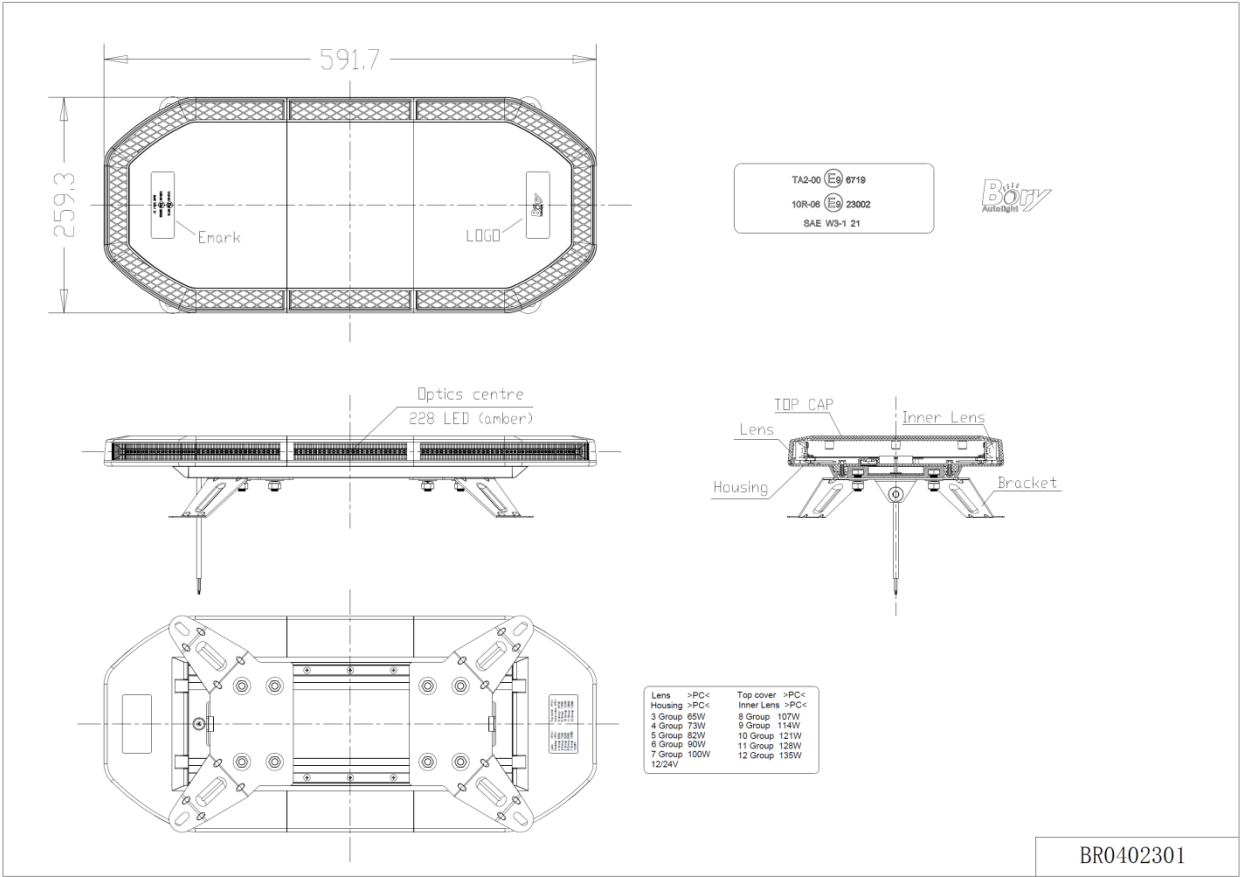 591.7
259.3
Emark
LOGO
Bory
TA2-00 E9 6719
10R-06 E9 23002
SAE W3-1 21
Bory
Autolight
Optics centre
228 LED (amber)
TOP CAP
Lens
Inner Lens
Housing
Bracket
Lens >PC< Top cover >PC<
Housing >PC< Inner Lens >PC<
3 Group 65W 8 Group 107W
4 Group 73W 9 Group 114W
5 Group 82W 10 Group 121W
6 Group 90W 11 Group 128W
7 Group 100W 12 Group 135W
12/24V
A
BR0402301